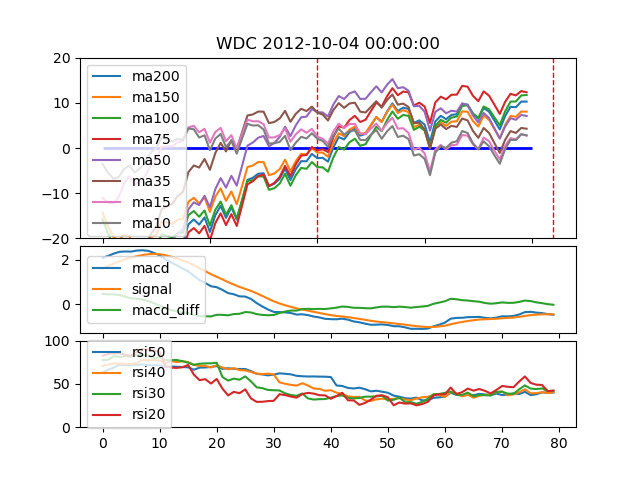 WDC 2012-10-04 00:00:00
20
10
0
−10
−20
ma200
ma150
ma100
ma75
ma50
ma35
ma15
ma10
2
0
macd
signal
macd_diff
100
50
0
rsi50
rsi40
rsi30
rsi20
0 10 20 30 40 50 60 70 80